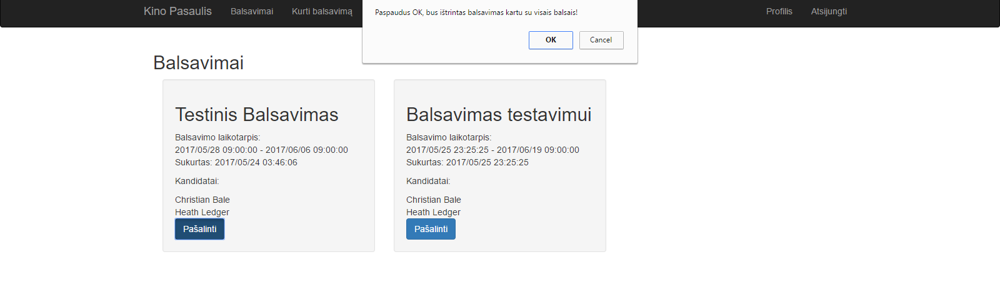 Kino Pasaulis Balsavimai Kurti balsavimą Profilis Atsijungti
Paspaudus OK, bus ištrintas balsavimas kartu su visais balsais!
OK Cancel
Balsavimai
Testinis Balsavimas
Balsavimo laikotarpis:
2017/05/28 09:00:00 - 2017/06/06 09:00:00
Sukurtas: 2017/05/24 03:46:06
Kandidatai:
Christian Bale
Heath Ledger
Pašalinti
Balsavimas testavimui
Balsavimo laikotarpis:
2017/05/25 23:25:25 - 2017/06/19 09:00:00
Sukurtas: 2017/05/25 23:25:25
Kandidatai:
Christian Bale
Heath Ledger
Pašalinti